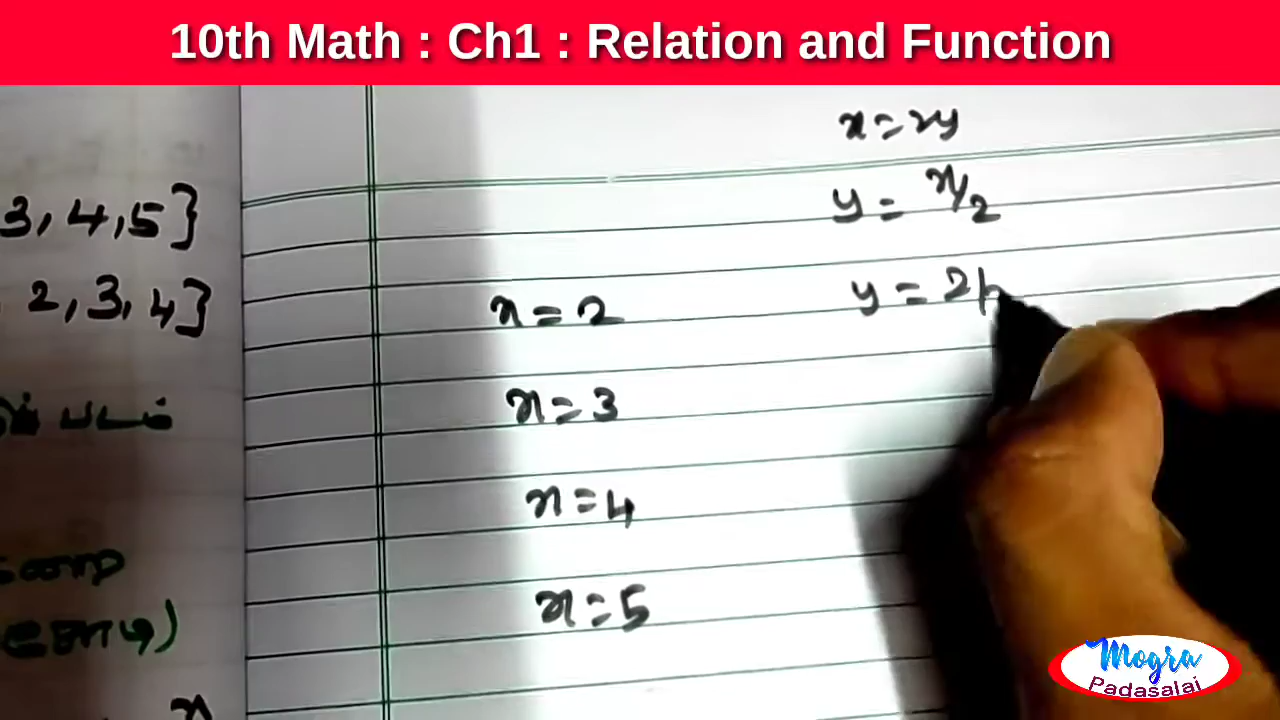 10th Math : Ch1 : Relation and Function
x = 2y
y = x/2
3, 4, 5}
2, 3, 4}
x = 2
y = 2/
படம்
x = 3
x = 4
x = 5
x
Mogra
Padasalai